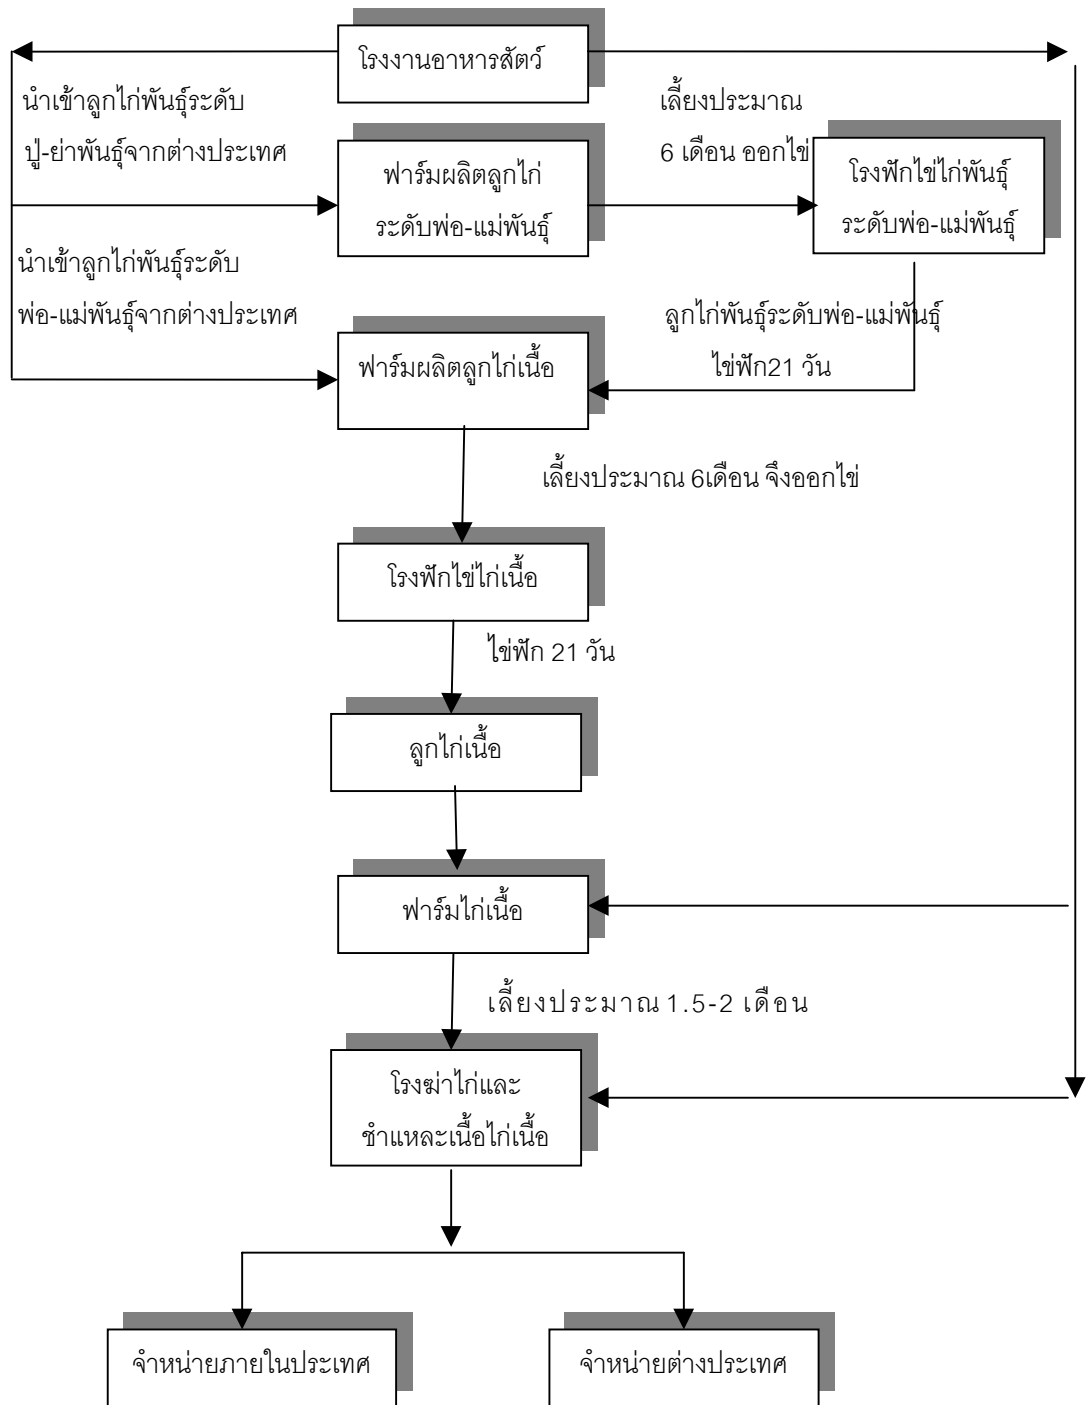 โรงงานอาหารสัตว์
นำเข้าลูกไก่พันธุ์ระดับ
ปู่-ย่าพันธุ์จากต่างประเทศ
เลี้ยงประมาณ
6 เดือน ออกไข่
ฟาร์มผลิตลูกไก่
ระดับพ่อ-แม่พันธุ์
โรงฟักไข่ไก่พันธุ์
ระดับพ่อ-แม่พันธุ์
นำเข้าลูกไก่พันธุ์ระดับ
พ่อ-แม่พันธุ์จากต่างประเทศ
ลูกไก่พันธุ์ระดับพ่อ-แม่พันธุ์
ไข่ฟัก21 วัน
ฟาร์มผลิตลูกไก่เนื้อ
เลี้ยงประมาณ 6เดือน จึงออกไข่
โรงฟักไข่ไก่เนื้อ
ไข่ฟัก 21 วัน
ลูกไก่เนื้อ
ฟาร์มไก่เนื้อ
เลี้ยงประมาณ 1.5-2 เดือน
โรงฆ่าไก่และ
ชำแหละเนื้อไก่เนื้อ
จำหน่ายภายในประเทศ
จำหน่ายต่างประเทศ